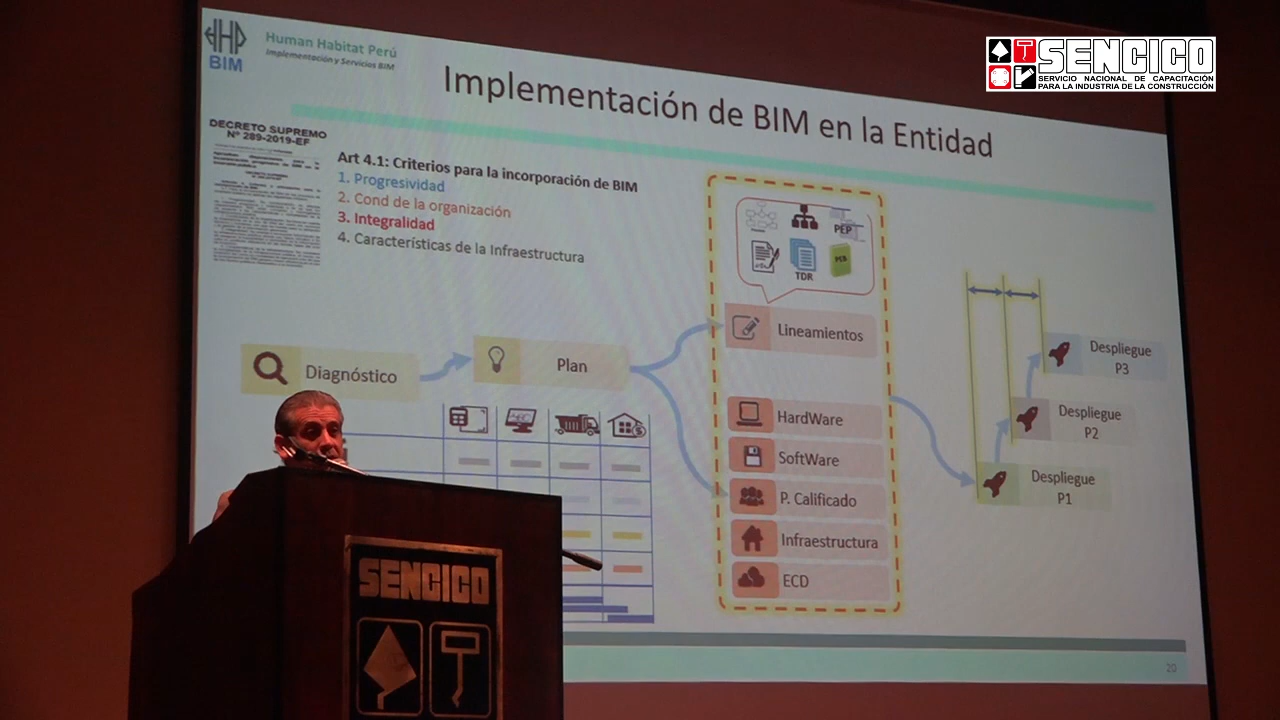 BIM
Human Habitat Perú
Implementación y Servicios BIM
Implementación de BIM en la Entidad
SENCICO
SERVICIO NACIONAL DE CAPACITACIÓN
PARA LA INDUSTRIA DE LA CONSTRUCCIÓN
DECRETO SUPREMO
Nº 289-2019-EF
Art 4.1: Criterios para la incorporación de BIM
1. Progresividad
2. Cond de la organización
3. Integralidad
4. Características de la Infraestructura
PEP
TDR
Lineamientos
Diagnóstico
Plan
HardWare
SoftWare
P. Calificado
Infraestructura
ECD
Despliegue
P3
Despliegue
P2
Despliegue
P1
20
SENCICO